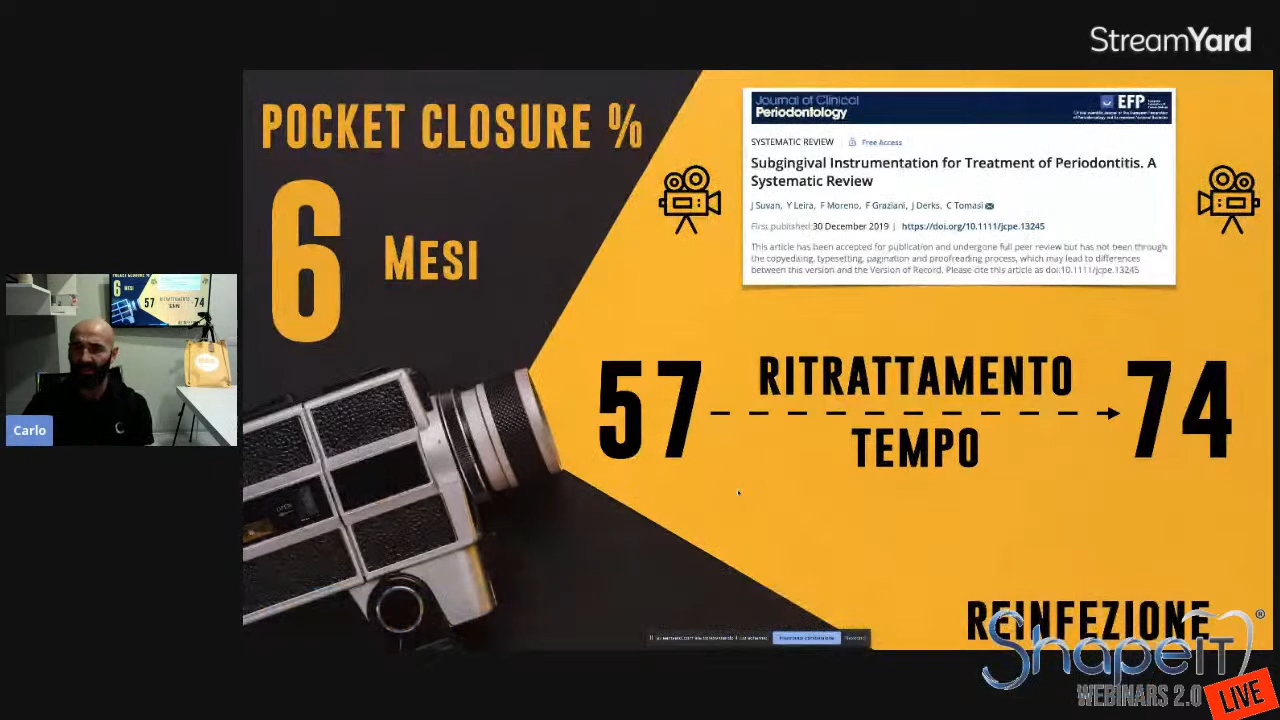 StreamYard
POCKET CLOSURE %
6 MESI
Journal of Clinical
Periodontology
EFP
SYSTEMATIC REVIEW Free Access
Subgingival Instrumentation for Treatment of Periodontitis. A
Systematic Review
J Suvan, Y Leira, F Moreno, F Graziani, J Derks, C Tomasi
First published: 30 December 2019 | https://doi.org/10.1111/jcpe.13245
This article has been accepted for publication and undergone full peer review but has not been through
the copyediting, typesetting, pagination and proofreading process, which may lead to differences
between this version and the Version of Record. Please cite this article as doi:10.1111/jcpe.13245
57 RITRATTAMENTO 74
TEMPO
Carlo
OPEN
REINFEZIONE
ShapeIT ®
WEBINARS 2.0 LIVE